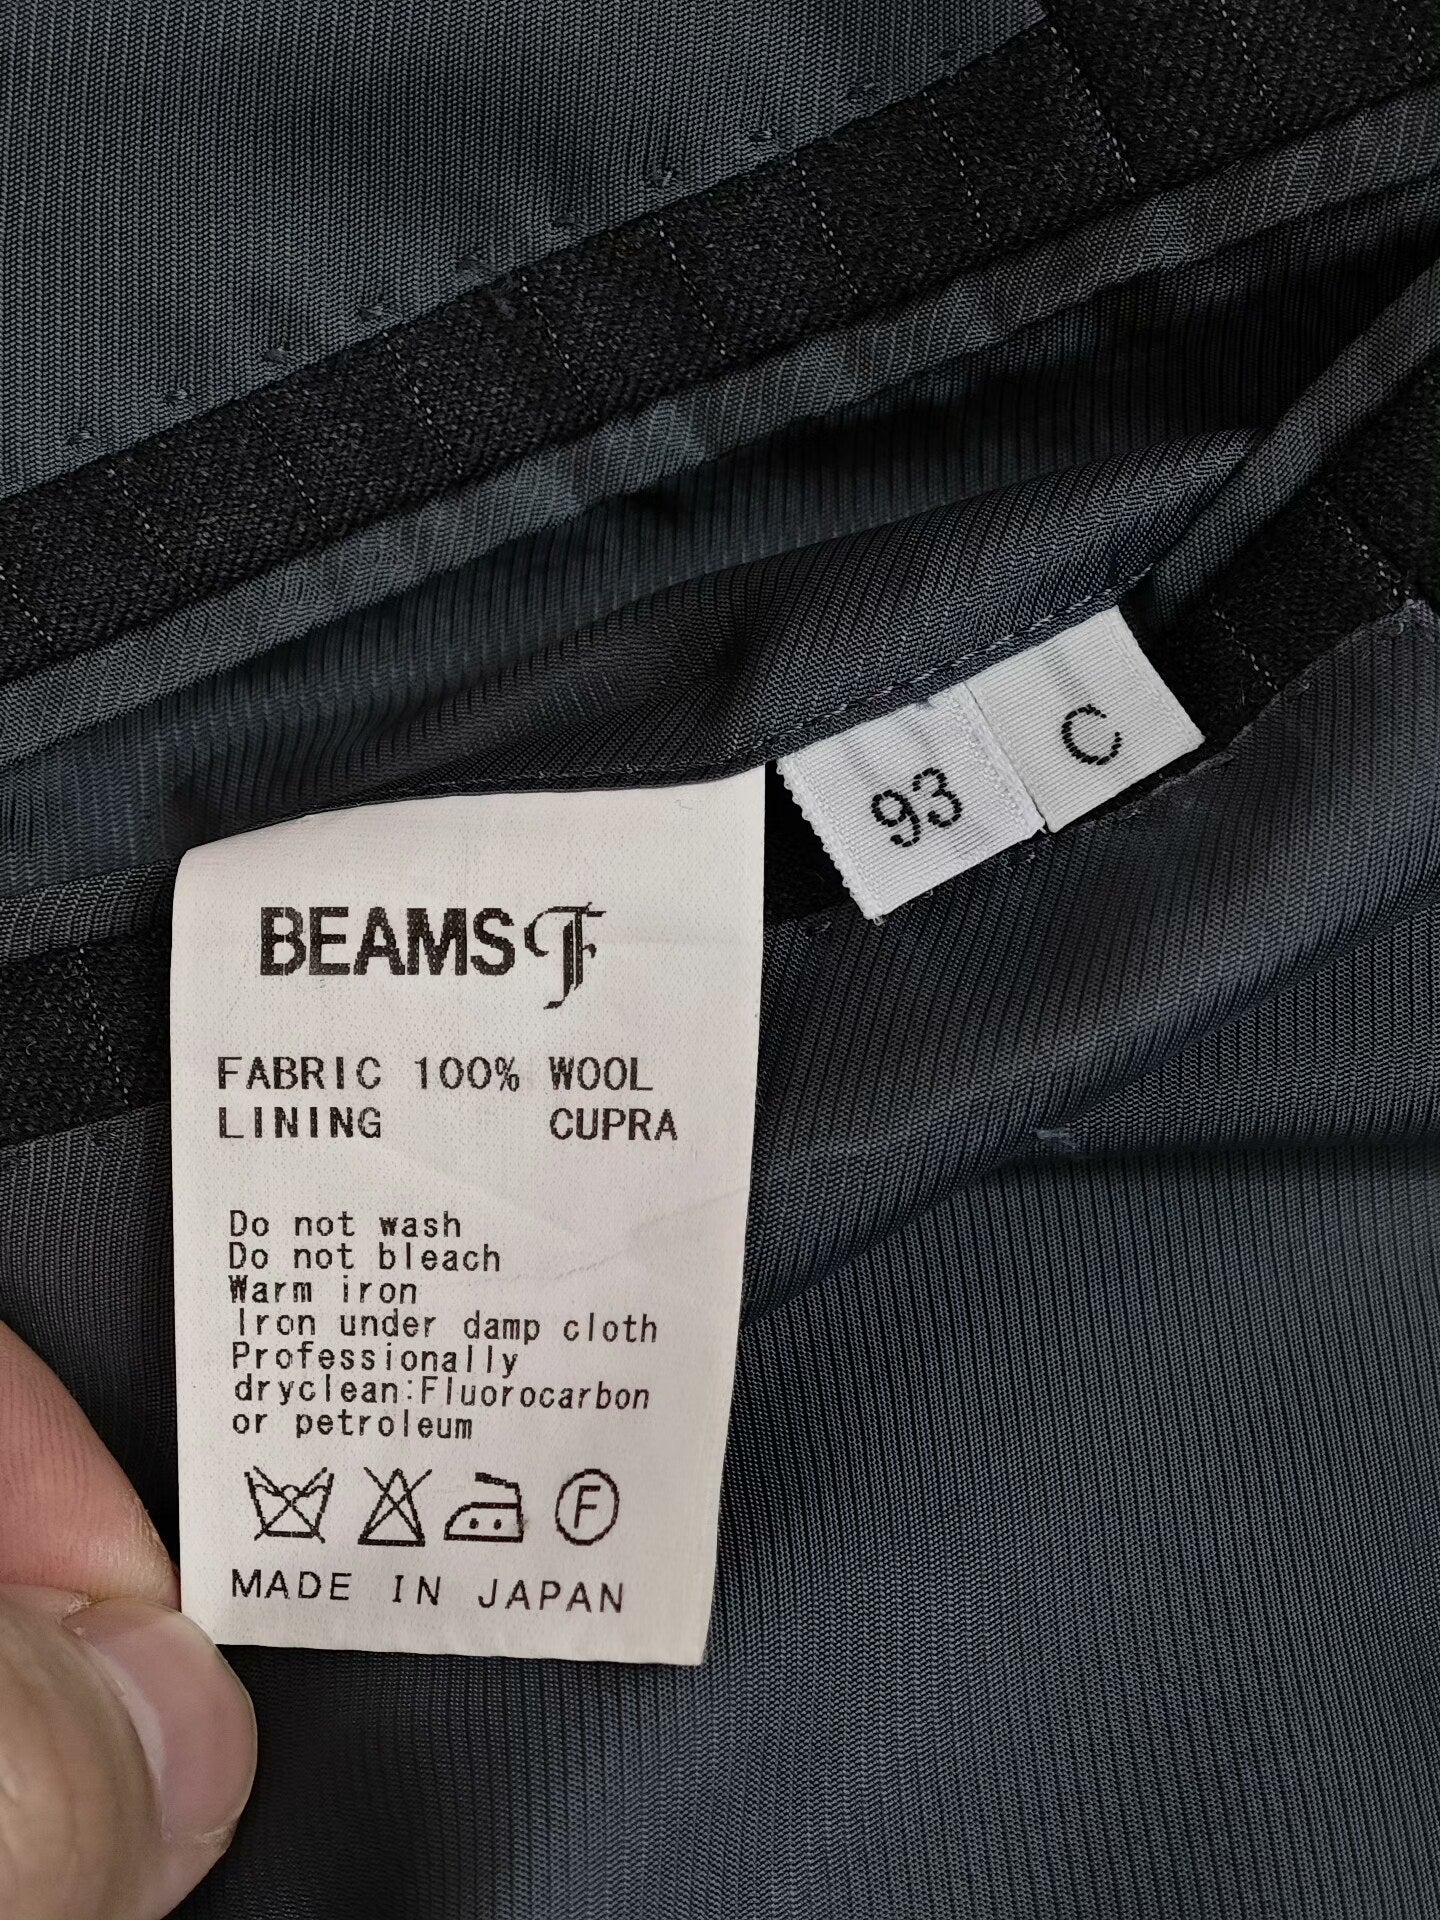 93
C
BEAMS F
FABRIC 100% WOOL
LINING CUPRA
Do not wash
Do not bleach
Warm iron
Iron under damp cloth
Professionally
dryclean:Fluorocarbon
or petroleum
F
MADE IN JAPAN